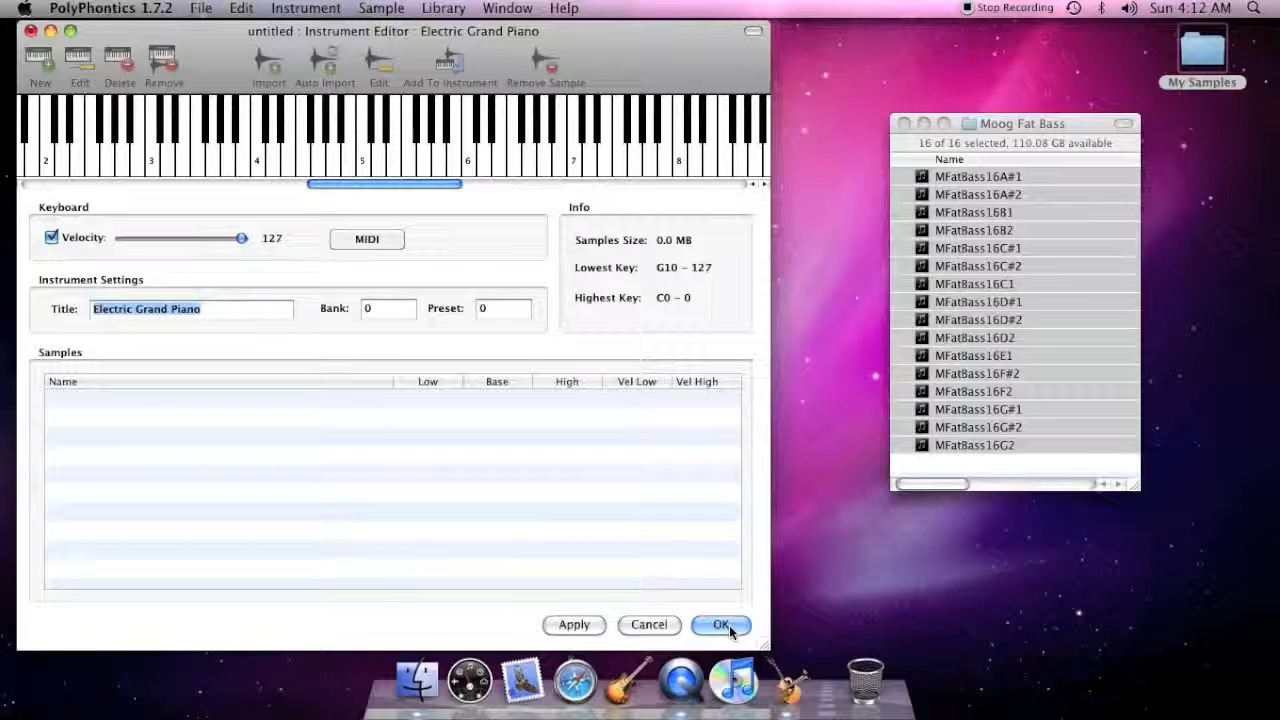 PolyPhontics 1.7.2 File Edit Instrument Sample Library Window Help Stop Recording Sun 4:12 AM
untitled : Instrument Editor : Electric Grand Piano
New Edit Delete Remove Import Auto Import Edit Add To Instrument Remove Sample
2 3 4 5 6 7 8
Keyboard
Velocity: 127 MIDI
Instrument Settings
Title: Electric Grand Piano Bank: 0 Preset: 0
Info
Samples Size: 0.0 MB
Lowest Key: G10 – 127
Highest Key: C0 – 0
Samples
Name Low Base High Vel Low Vel High
Apply Cancel OK
My Samples
Moog Fat Bass
16 of 16 selected, 110.08 GB available
Name
MFatBass16A#1
MFatBass16A#2
MFatBass16B1
MFatBass16B2
MFatBass16C#1
MFatBass16C#2
MFatBass16C1
MFatBass16D#1
MFatBass16D#2
MFatBass16D2
MFatBass16E1
MFatBass16F#2
MFatBass16F2
MFatBass16G#1
MFatBass16G#2
MFatBass16G2